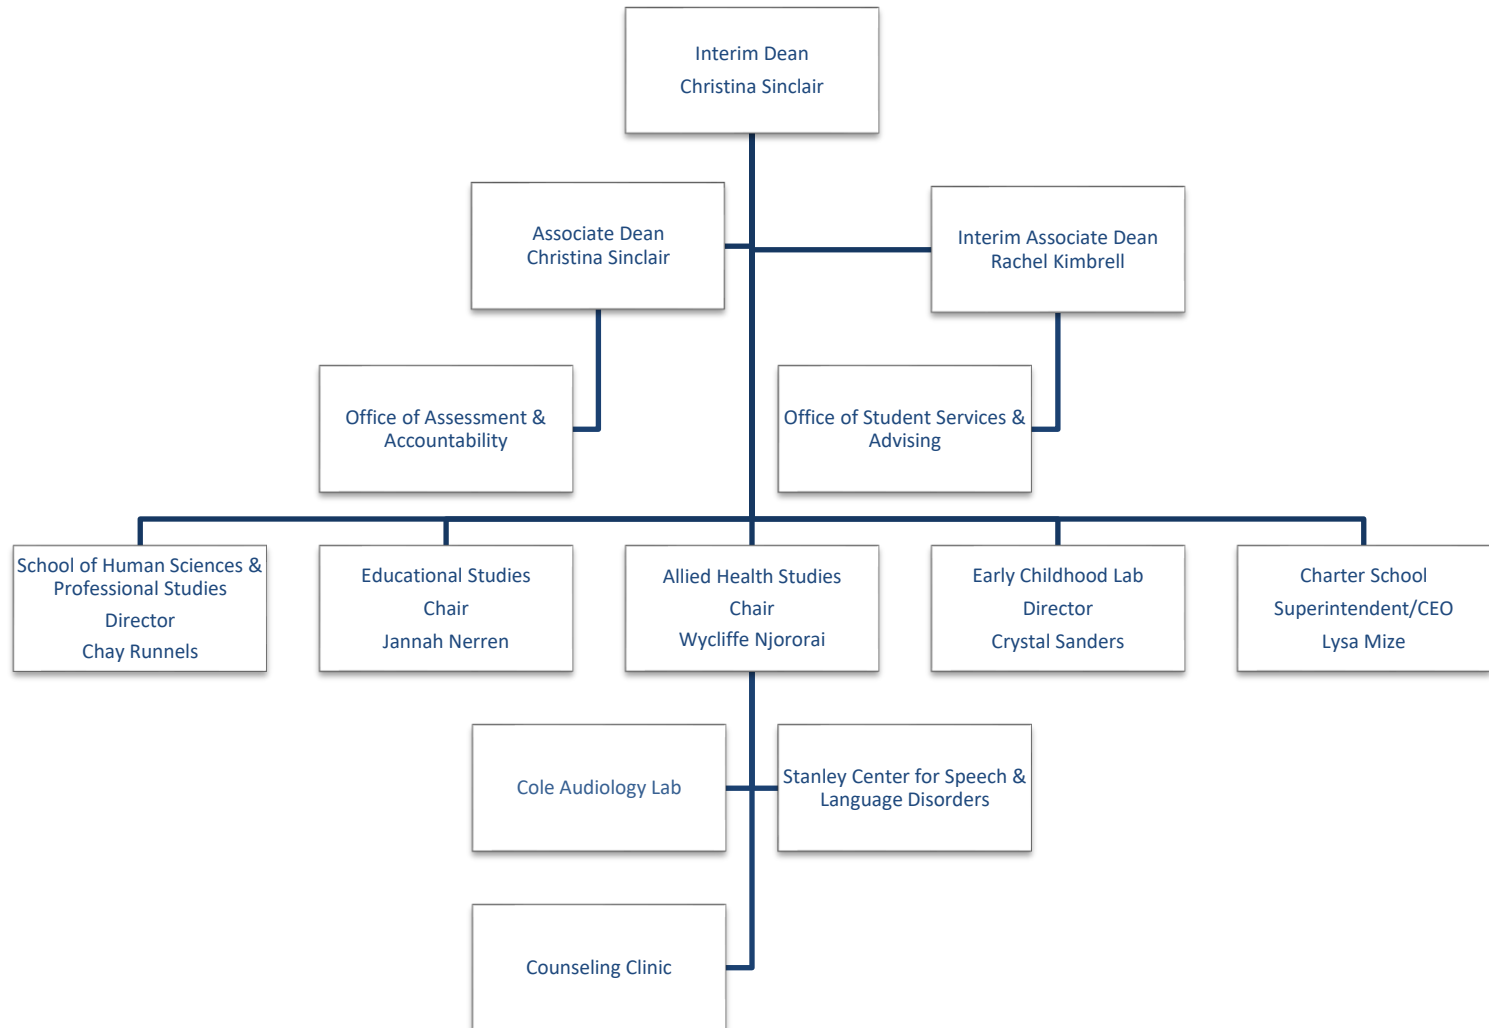 Interim Dean
Christina Sinclair
Associate Dean
Christina Sinclair
Interim Associate Dean
Rachel Kimbrell
Office of Assessment &
Accountability
Office of Student Services &
Advising
School of Human Sciences &
Professional Studies
Director
Chay Runnels
Educational Studies
Chair
Jannah Nerren
Allied Health Studies
Chair
Wycliffe Njororai
Early Childhood Lab
Director
Crystal Sanders
Charter School
Superintendent/CEO
Lysa Mize
Cole Audiology Lab
Stanley Center for Speech &
Language Disorders
Counseling Clinic